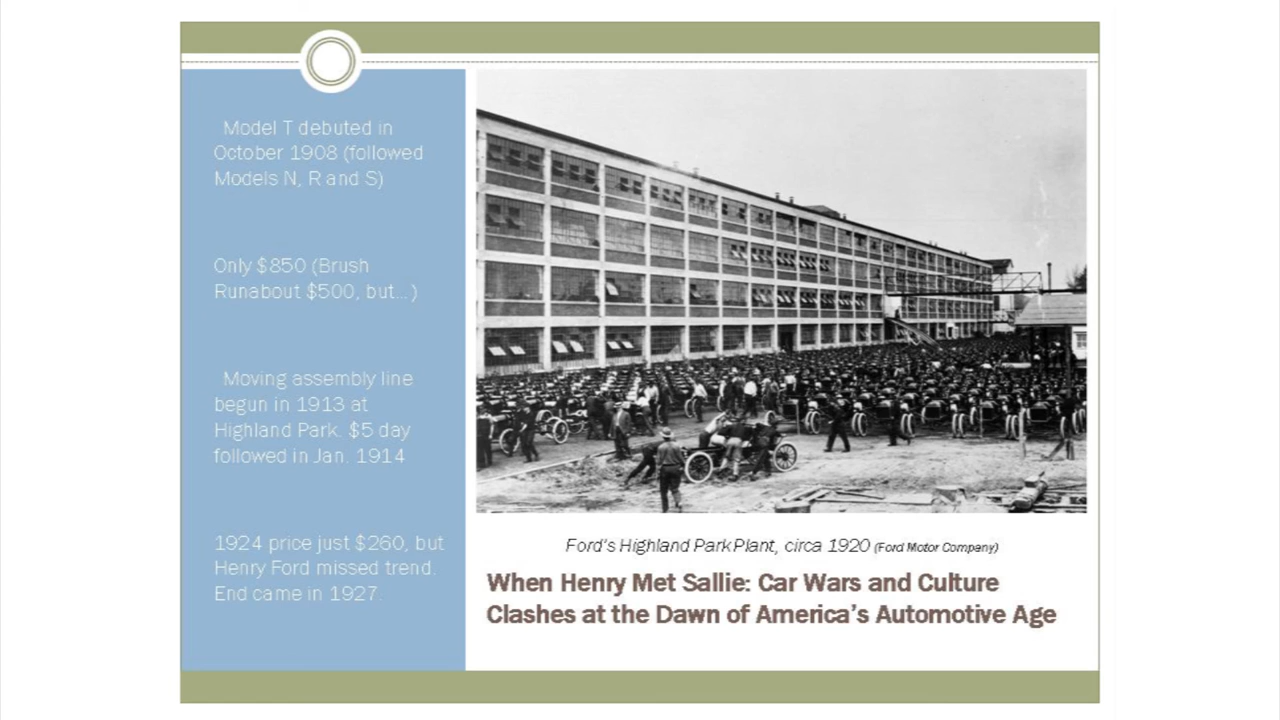 Model T debuted in
October 1908 (followed
Models N, R and S)
Only $850 (Brush
Runabout $500, but...)
Moving assembly line
begun in 1913 at
Highland Park. $5 day
followed in Jan. 1914
1924 price just $260, but
Henry Ford missed trend.
End came in 1927.
Ford's Highland Park Plant, circa 1920 (Ford Motor Company)
When Henry Met Sallie: Car Wars and Culture
Clashes at the Dawn of America's Automotive Age